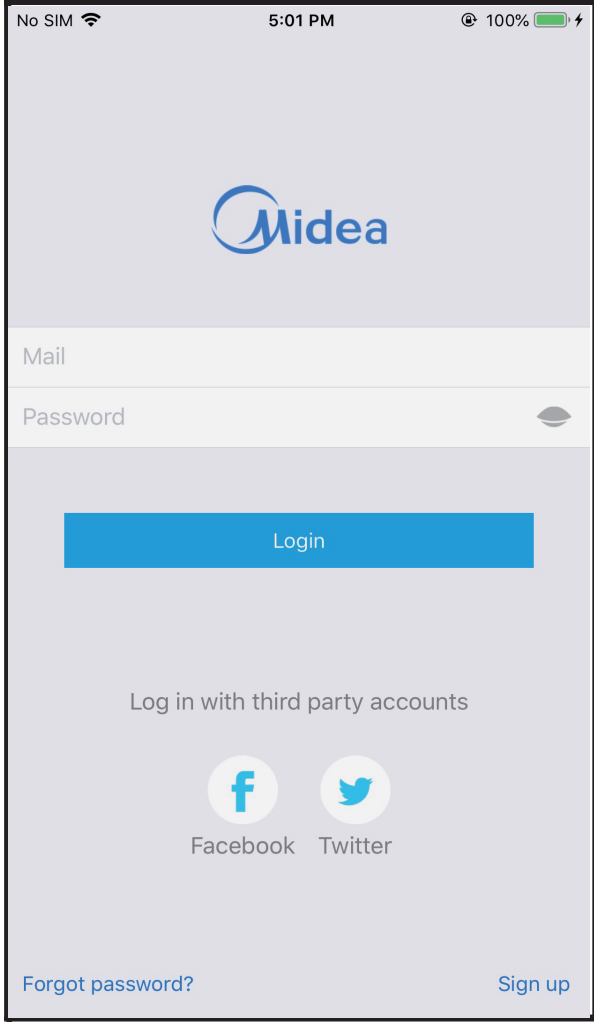 No SIM 5:01 PM 100%
Midea
Mail
Password
Login
Log in with third party accounts
Facebook Twitter
Forgot password? Sign up